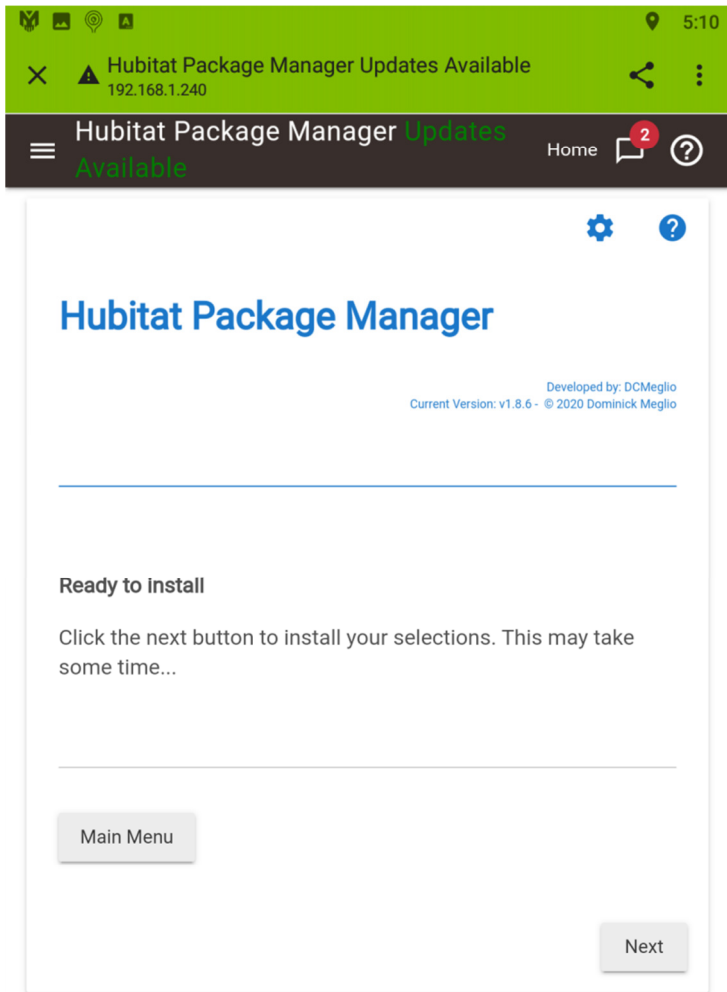 5:10
Hubitat Package Manager Updates Available
192.168.1.240
Hubitat Package Manager Updates
Available
Home
2
Hubitat Package Manager
Developed by: DCMeglio
Current Version: v1.8.6 - © 2020 Dominick Meglio
Ready to install
Click the next button to install your selections. This may take
some time...
Main Menu
Next